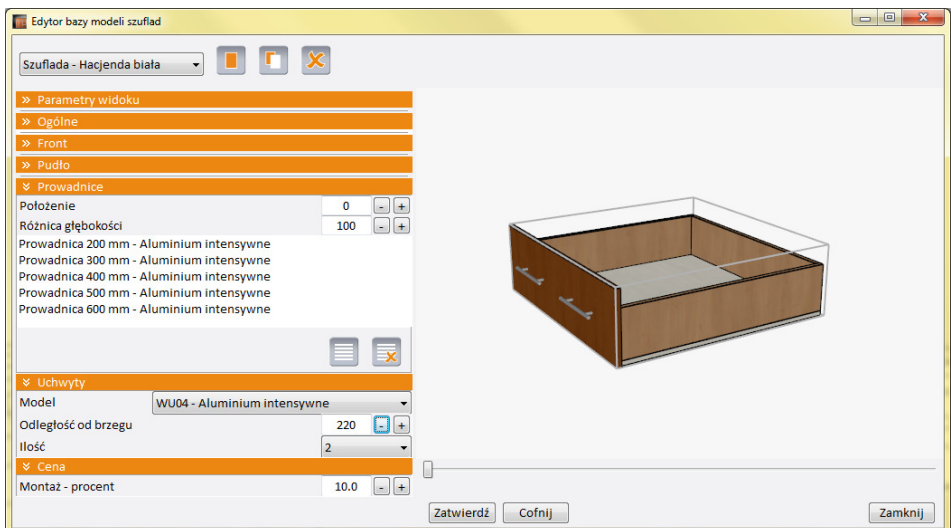 Edytor bazy modeli szuflad
Szuflada - Hacjenda biała
Parametry widoku
Ogólne
Front
Pudło
Prowadnice
Położenie 0 - +
Różnica głębokości 100 - +
Prowadnica 200 mm - Aluminium intensywne
Prowadnica 300 mm - Aluminium intensywne
Prowadnica 400 mm - Aluminium intensywne
Prowadnica 500 mm - Aluminium intensywne
Prowadnica 600 mm - Aluminium intensywne
Uchwyty
Model WU04 - Aluminium intensywne
Odległość od brzegu 220 - +
Ilość 2
Cena
Montaż - procent 10.0 - +
Zatwierdź Cofnij Zamknij